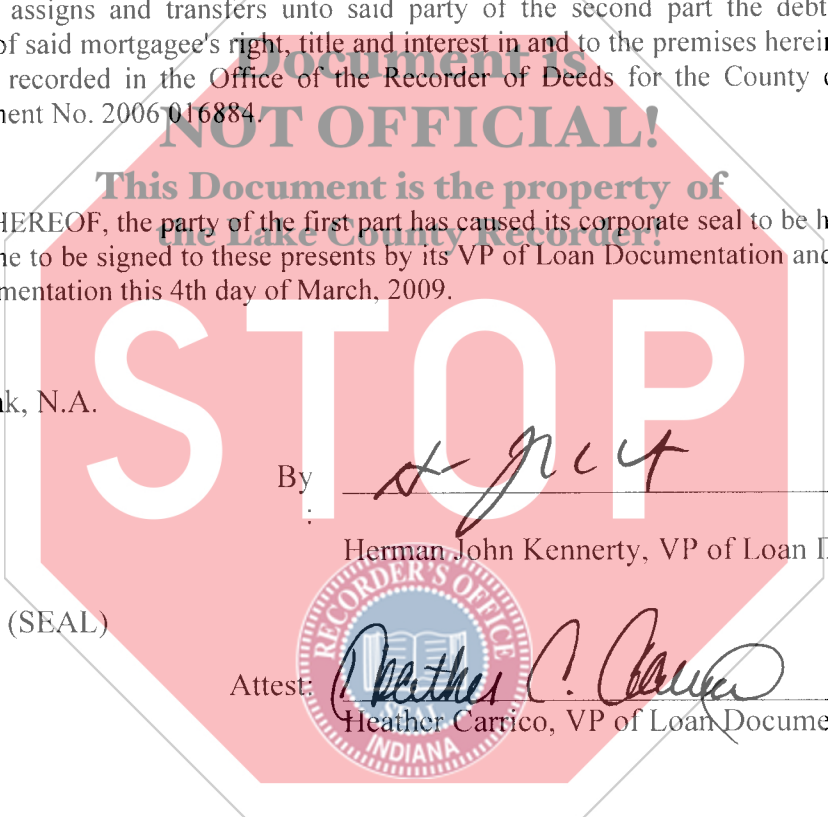 assigns and transfers unto said party of the second part the debt
of said mortgagee's right, title and interest in and to the premises herein
Document is
recorded in the Office of the Recorder of Deeds for the County
ent No. 2006 016884.
NOT OFFICIAL!
This Document is the property of
HEREOF, the party of the first part has caused its corporate seal to be h
the Lake County Recorder!
e to be signed to these presents by its VP of Loan Documentation and
mentation this 4th day of March, 2009.
STOP
k, N.A.
By
:
Herman John Kennerty, VP of Loan D
RECORDER'S OFFICE
(SEAL)
Attest: Heather C. Carrico
SEAL
Heather Carrico, VP of Loan Docume
INDIANA